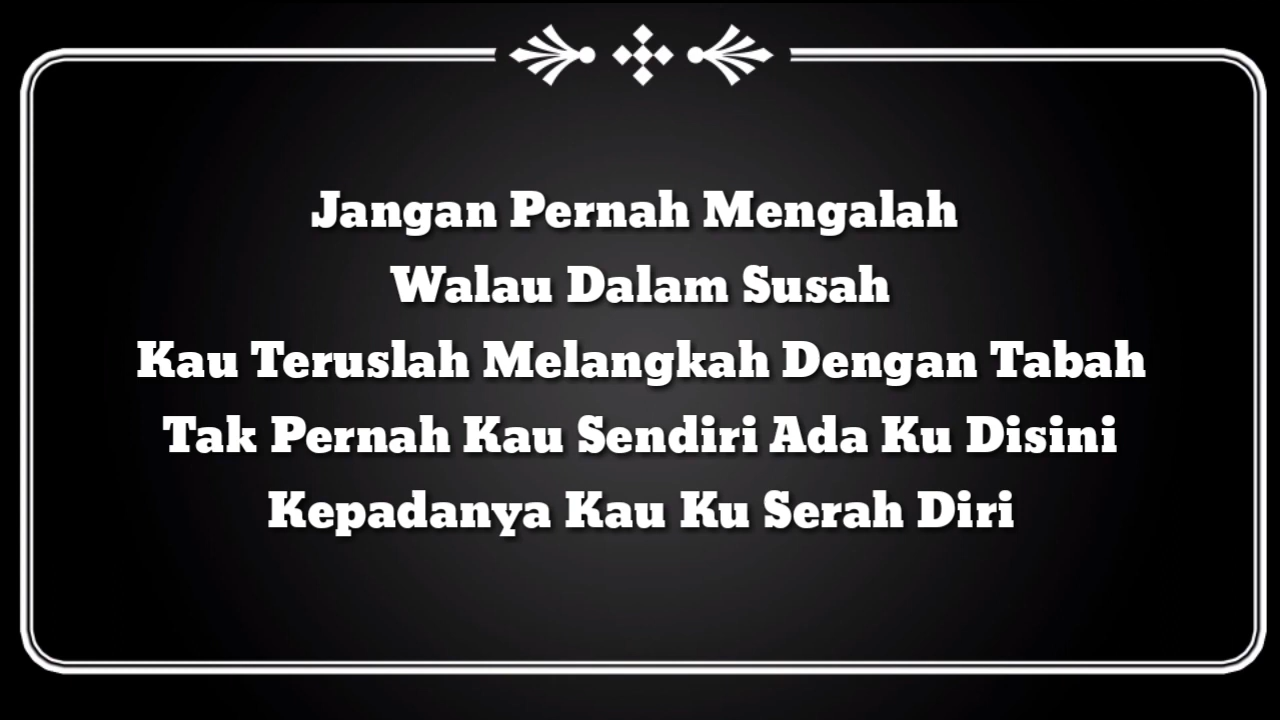 Jangan Pernah Mengalah
Walau Dalam Susah
Kau Teruslah Melangkah Dengan Tabah
Tak Pernah Kau Sendiri Ada Ku Disini
Kepadanya Kau Ku Serah Diri